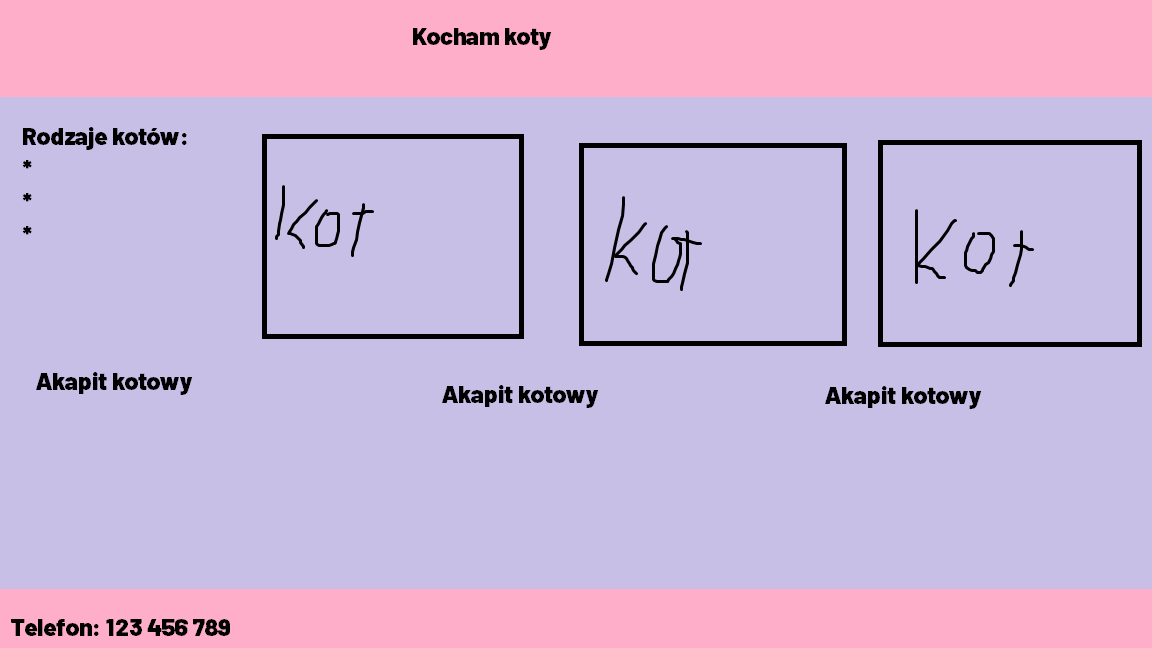 Kocham koty
Rodzaje kotów:
*
*
*
Kot
Kot
Kot
Akapit kotowy
Akapit kotowy
Akapit kotowy
Telefon: 123 456 789